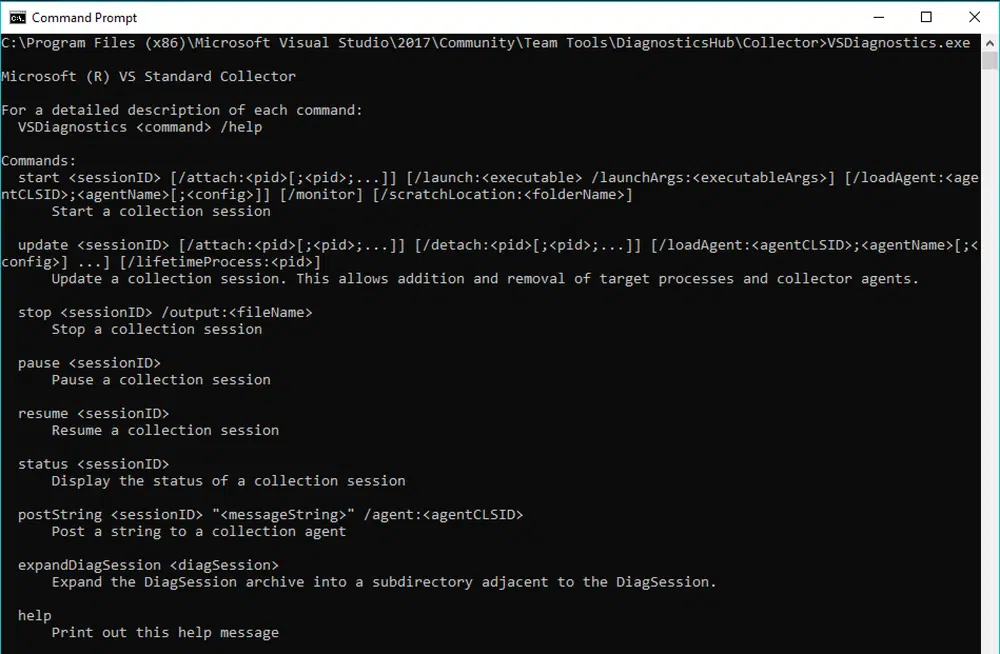 Command Prompt
C:\Program Files (x86)\Microsoft Visual Studio\2017\Community\Team Tools\DiagnosticsHub\Collector>VSDiagnostics.exe
Microsoft (R) VS Standard Collector
For a detailed description of each command:
VSDiagnostics <command> /help
Commands:
start <sessionID> [/attach:<pid>[;<pid>;...]] [/launch:<executable> /launchArgs:<executableArgs>] [/loadAgent:<age
ntCLSID>;<agentName>[;<config>]] [/monitor] [/scratchLocation:<folderName>]
Start a collection session
update <sessionID> [/attach:<pid>[;<pid>;...]] [/detach:<pid>[;<pid>;...]] [/loadAgent:<agentCLSID>;<agentName>[;<
config>] ...] [/lifetimeProcess:<pid>]
Update a collection session. This allows addition and removal of target processes and collector agents.
stop <sessionID> /output:<fileName>
Stop a collection session
pause <sessionID>
Pause a collection session
resume <sessionID>
Resume a collection session
status <sessionID>
Display the status of a collection session
postString <sessionID> "<messageString>" /agent:<agentCLSID>
Post a string to a collection agent
expandDiagSession <diagSession>
Expand the DiagSession archive into a subdirectory adjacent to the DiagSession.
help
Print out this help message